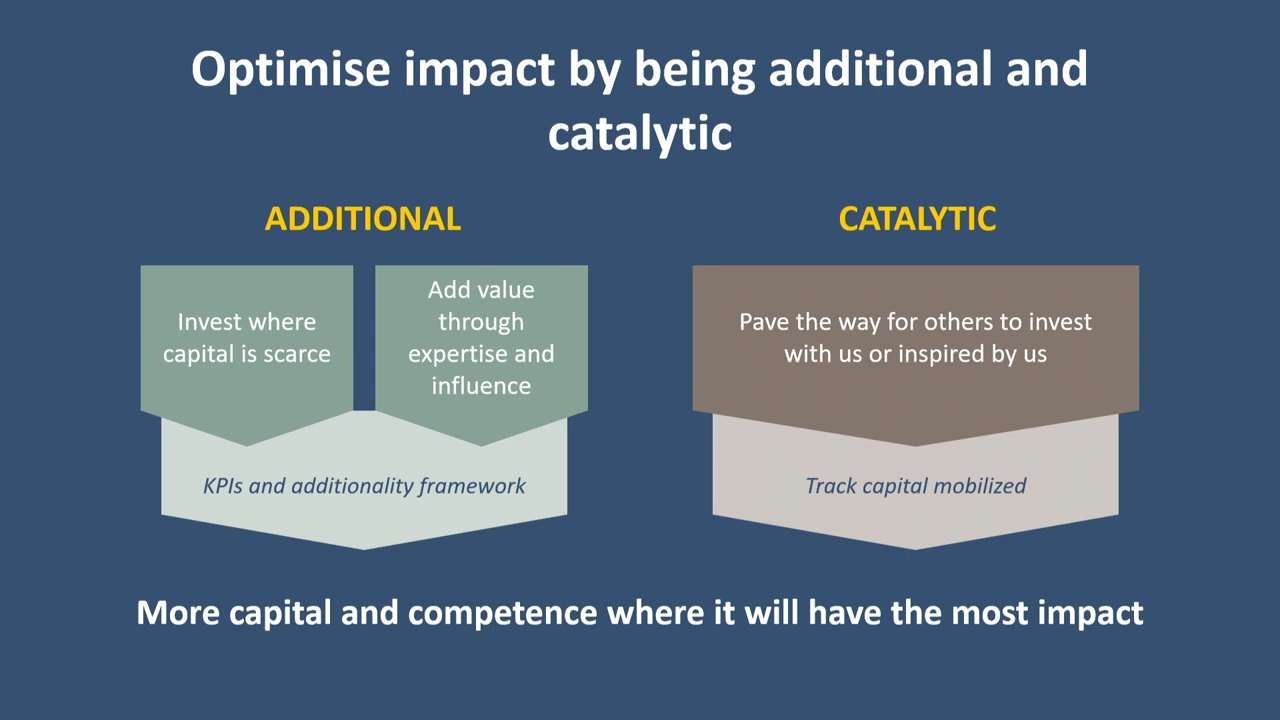 Optimise impact by being additional and
catalytic
ADDITIONAL
Invest where
capital is scarce
Add value
through
expertise and
influence
KPIs and additionality framework
CATALYTIC
Pave the way for others to invest
with us or inspired by us
Track capital mobilized
More capital and competence where it will have the most impact